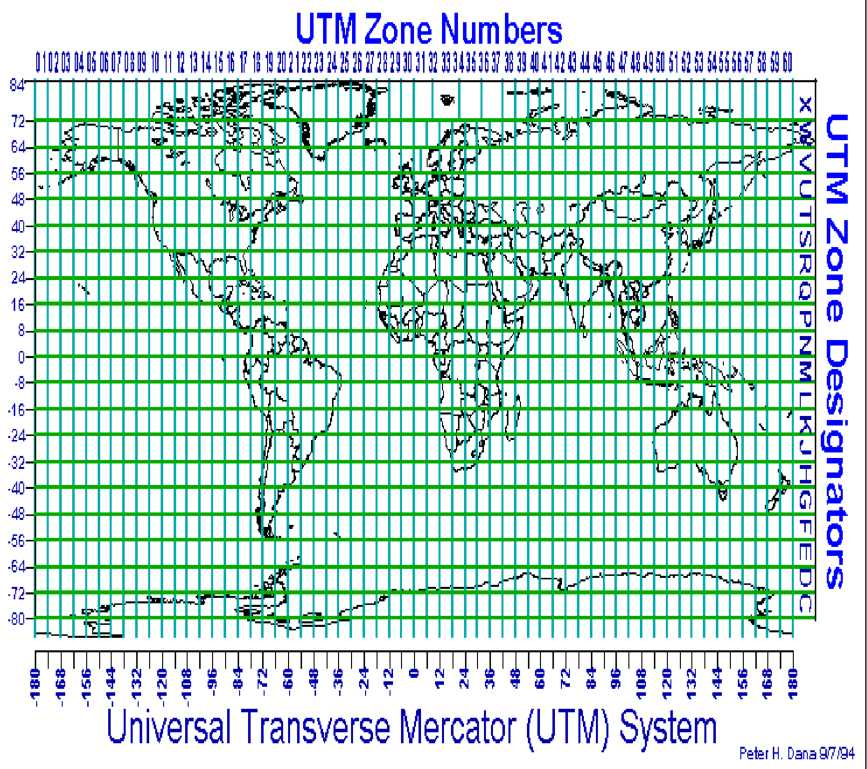 UTM Zone Numbers
01 02 03 04 05 06 07 08 09 10 11 12 13 14 15 16 17 18 19 20 21 22 23 24 25 26 27 28 29 30 31 32 33 34 35 36 37 38 39 40 41 42 43 44 45 46 47 48 49 50 51 52 53 54 55 56 57 58 59 60
84
72
64
56
48
40
32
24
16
8
0
-8
-16
-24
-32
-40
-48
-56
-64
-72
-80
X
W
V
U
T
S
R
Q
P
N
M
L
K
J
H
G
F
E
D
C
UTM Zone Designators
-180 -168 -156 -144 -132 -108 -96 -84 -72 -60 -48 -36 -24 -12 0 12 24 36 48 60 72 84 96 108 120 132 144 156 168 180
Universal Transverse Mercator (UTM) System
Peter H. Dana 9/7/94